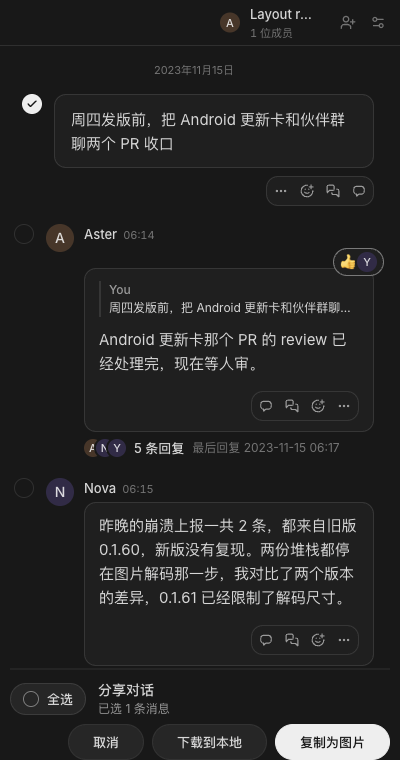 A
Layout r...
1 位成员
2023年11月15日
周四发版前，把 Android 更新卡和伙伴群
聊两个 PR 收口
A
Aster 06:14
👍 Y
You
周四发版前，把 Android 更新卡和伙伴群聊...
Android 更新卡那个 PR 的 review 已
经处理完，现在等人审。
A N Y 5 条回复 最后回复 2023-11-15 06:17
N
Nova 06:15
昨晚的崩溃上报一共 2 条，都来自旧版
0.1.60，新版没有复现。两份堆栈都停
在图片解码那一步，我对比了两个版本
的差异，0.1.61 已经限制了解码尺寸。
全选
分享对话
已选 1 条消息
取消
下载到本地
复制为图片